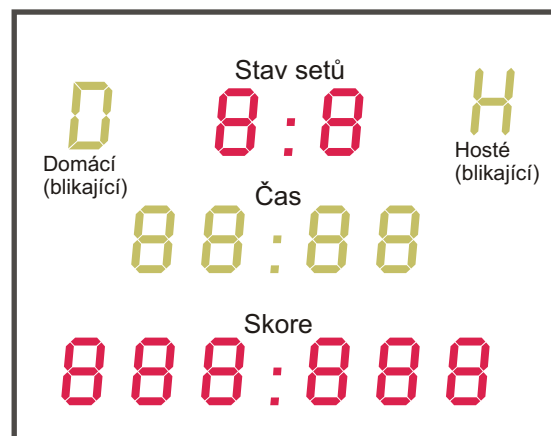 Stav setů
D 8:8 H
Domácí
(blikající)
Hosté
(blikající)
Čas
88:88
Skore
888:888